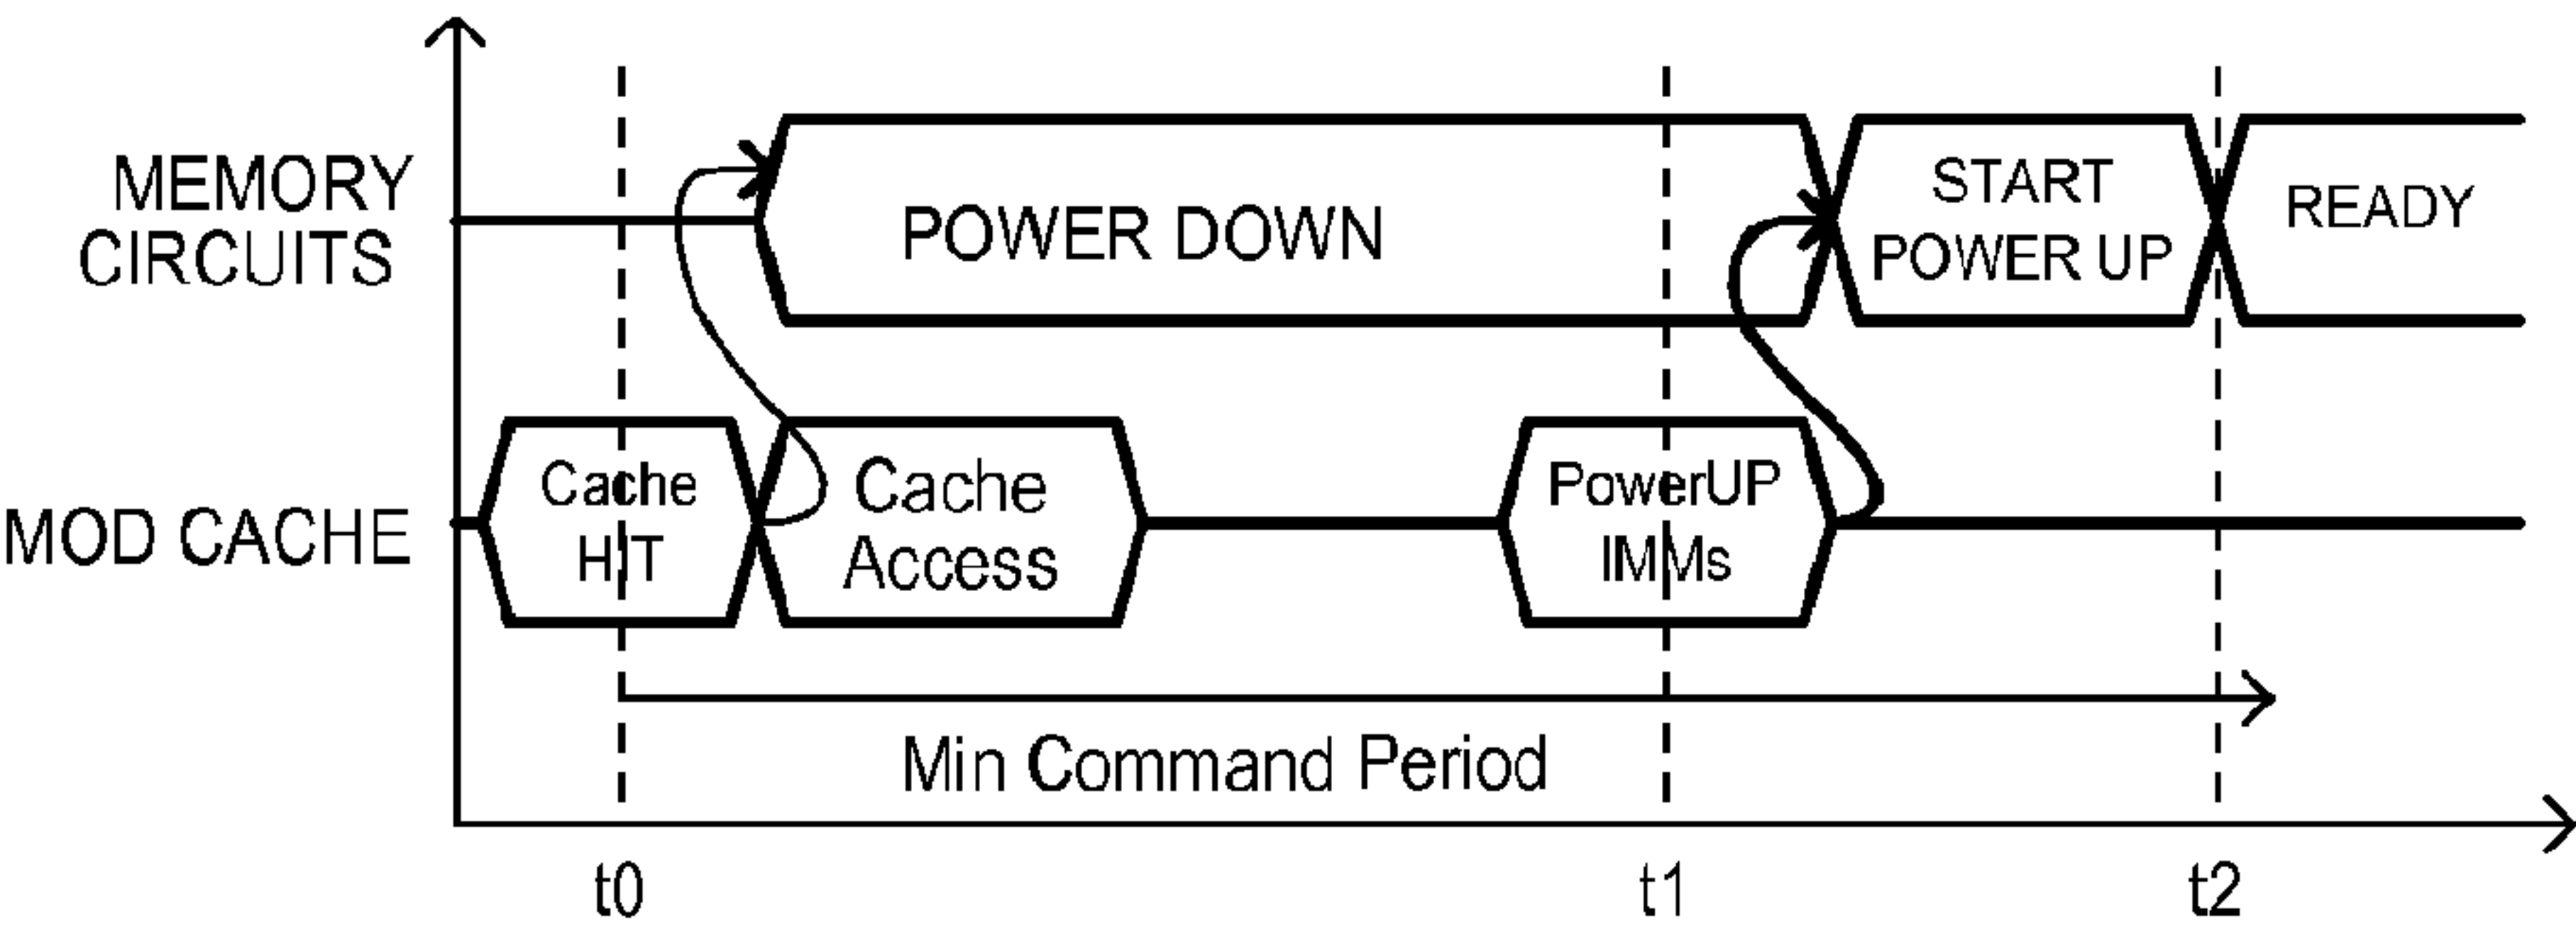 MEMORY
CIRCUITS
POWER DOWN
START
POWER UP
READY
MOD CACHE
Cache
HIT
Cache
Access
PowerUP
IMMs
Min Command Period
t0
t1
t2